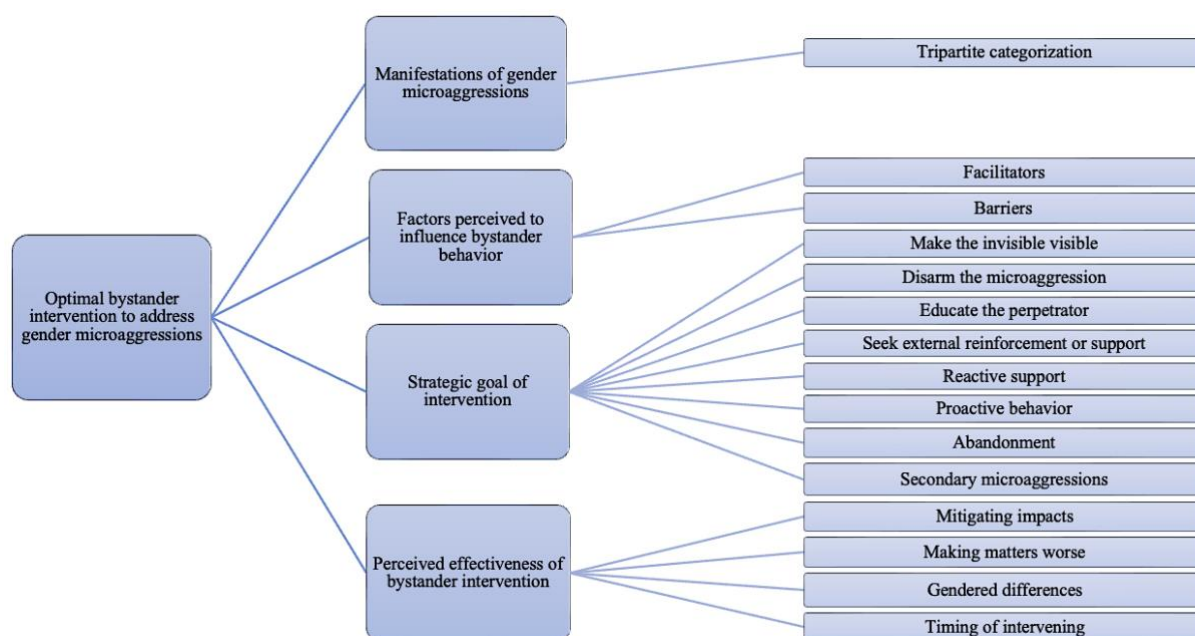 Optimal bystander
intervention to address
gender microaggressions
Manifestations of gender
microaggressions
Tripartite categorization
Factors perceived to
influence bystander
behavior
Facilitators
Barriers
Strategic goal of
intervention
Make the invisible visible
Disarm the microaggression
Educate the perpetrator
Seek external reinforcement or support
Reactive support
Proactive behavior
Abandonment
Secondary microaggressions
Perceived effectiveness of
bystander intervention
Mitigating impacts
Making matters worse
Gendered differences
Timing of intervening